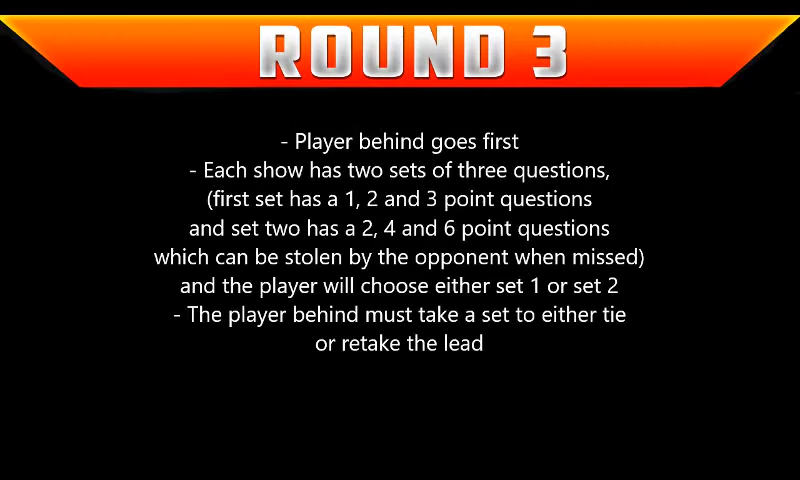 ROUND 3
- Player behind goes first
- Each show has two sets of three questions,
(first set has a 1, 2 and 3 point questions
and set two has a 2, 4 and 6 point questions
which can be stolen by the opponent when missed)
and the player will choose either set 1 or set 2
- The player behind must take a set to either tie
or retake the lead